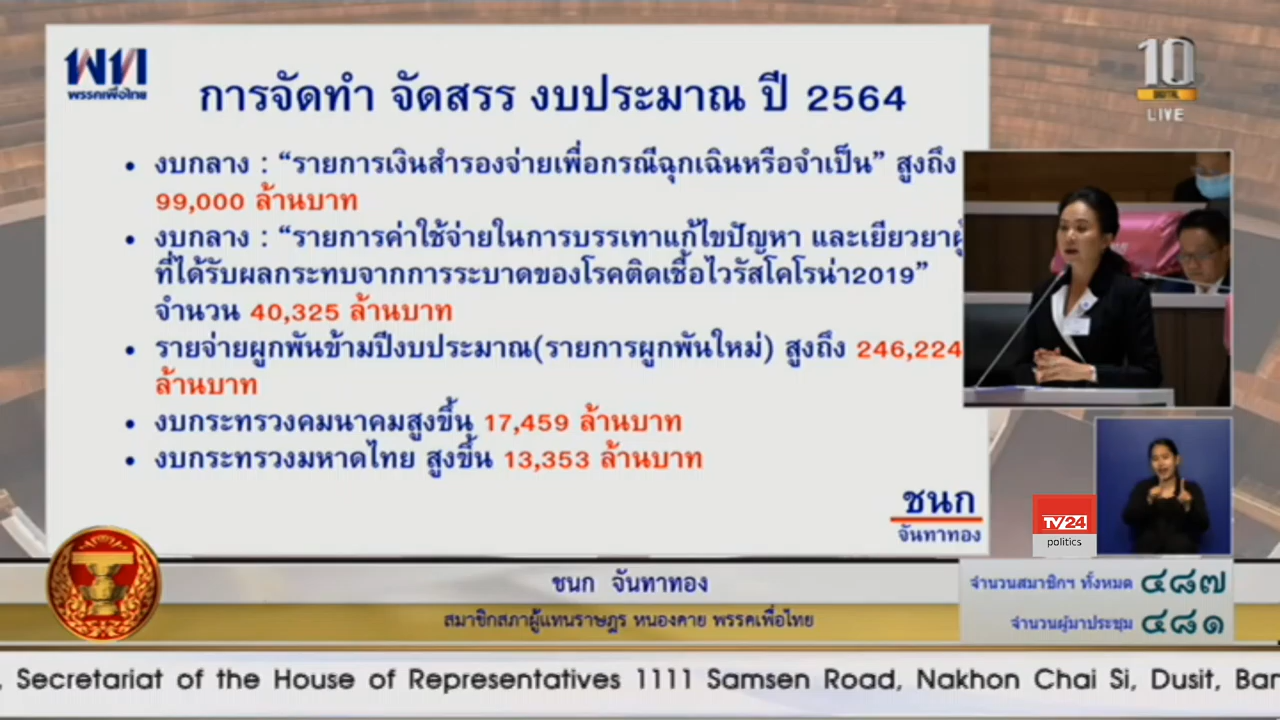 พท
พรรคเพื่อไทย
การจัดทำ จัดสรร งบประมาณ ปี 2564
10
DIGITAL
LIVE
• งบกลาง : “รายการเงินสำรองจ่ายเพื่อกรณีฉุกเฉินหรือจำเป็น” สูงถึง
99,000 ล้านบาท
• งบกลาง : “รายการค่าใช้จ่ายในการบรรเทาแก้ไขปัญหา และเยียวยาผู้
ที่ได้รับผลกระทบจากการระบาดของโรคติดเชื้อไวรัสโคโรน่า2019”
จำนวน 40,325 ล้านบาท
• รายจ่ายผูกพันข้ามปีงบประมาณ(รายการผูกพันใหม่) สูงถึง 246,224
ล้านบาท
• งบกระทรวงคมนาคมสูงขึ้น 17,459 ล้านบาท
• งบกระทรวงมหาดไทย สูงขึ้น 13,353 ล้านบาท
ชนก
จันทาทอง
TV24
politics
ชนก จันทาทอง
สมาชิกสภาผู้แทนราษฎร หนองคาย พรรคเพื่อไทย
จำนวนสมาชิกฯ ทั้งหมด ๔๘๗
จำนวนผู้มาประชุม ๔๘๑
, Secretariat of the House of Representatives 1111 Samsen Road, Nakhon Chai Si, Dusit, Ban